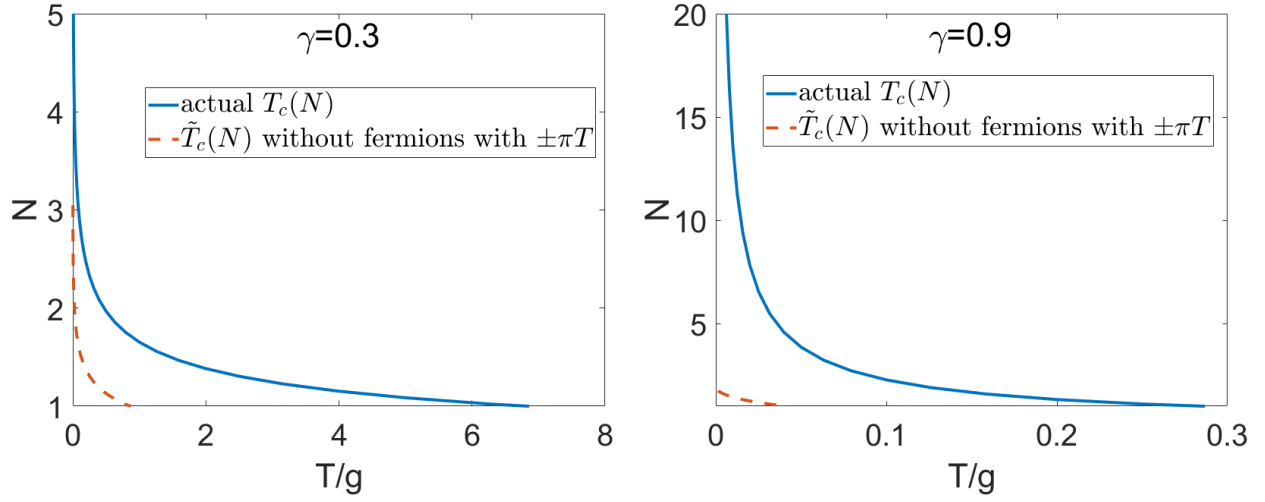 γ=0.3
actual T_c(N)
T̃_c(N) without fermions with ±πT
N
5
4
3
2
1
0
2
4
6
8
T/g
γ=0.9
actual T_c(N)
T̃_c(N) without fermions with ±πT
N
20
15
10
5
0
0.1
0.2
0.3
T/g